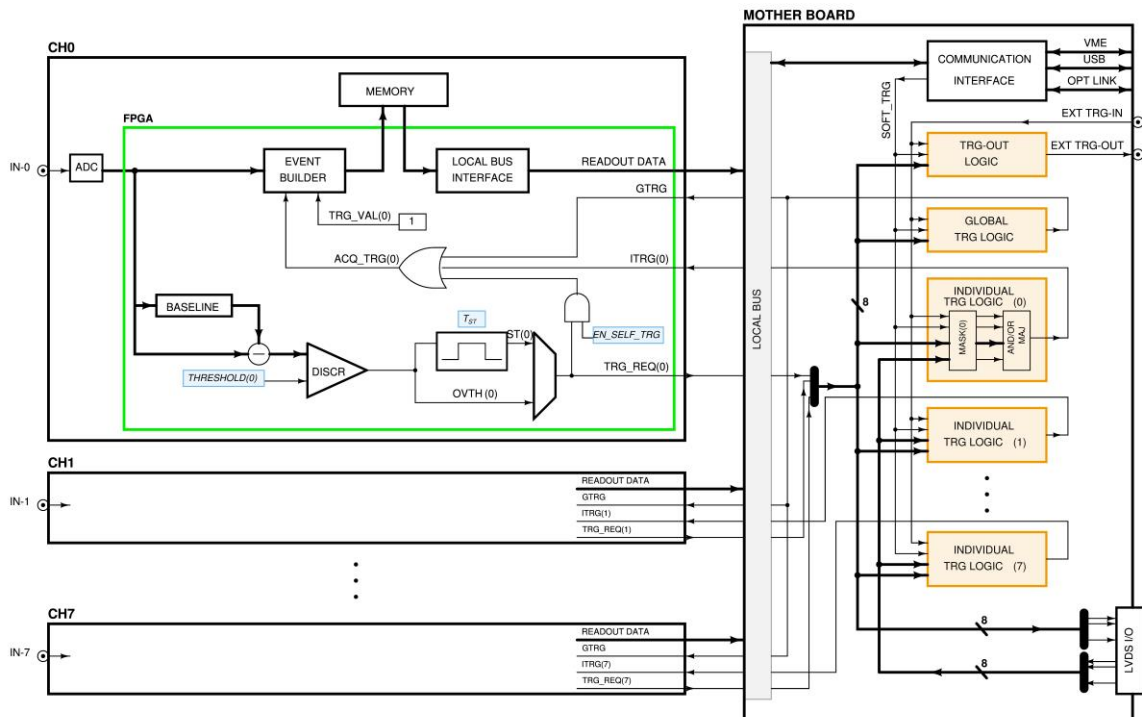 MOTHER BOARD
CH0
VME
COMMUNICATION
INTERFACE
USB
OPT LINK
MEMORY
FPGA
SOFT_TRG
EXT TRG-IN
IN-0
ADC
EVENT
BUILDER
LOCAL BUS
INTERFACE
READOUT DATA
TRG-OUT
LOGIC
EXT TRG-OUT
GTRG
TRG_VAL(0)
1
GLOBAL
TRG LOGIC
ACQ_TRG(0)
ITRG(0)
INDIVIDUAL
TRG LOGIC (0)
MASK(0)
AND/OR
MAJ
8
LOCAL BUS
BASELINE
TST
ST(0)
EN_SELF_TRG
THRESHOLD(0)
DISCR
OVTH (0)
TRG_REQ(0)
INDIVIDUAL
TRG LOGIC (1)
CH1
READOUT DATA
IN-1
GTRG
ITRG(1)
TRG_REQ(1)
INDIVIDUAL
TRG LOGIC (7)
CH7
READOUT DATA
IN-7
GTRG
ITRG(7)
TRG_REQ(7)
8
8
LVDS I/O